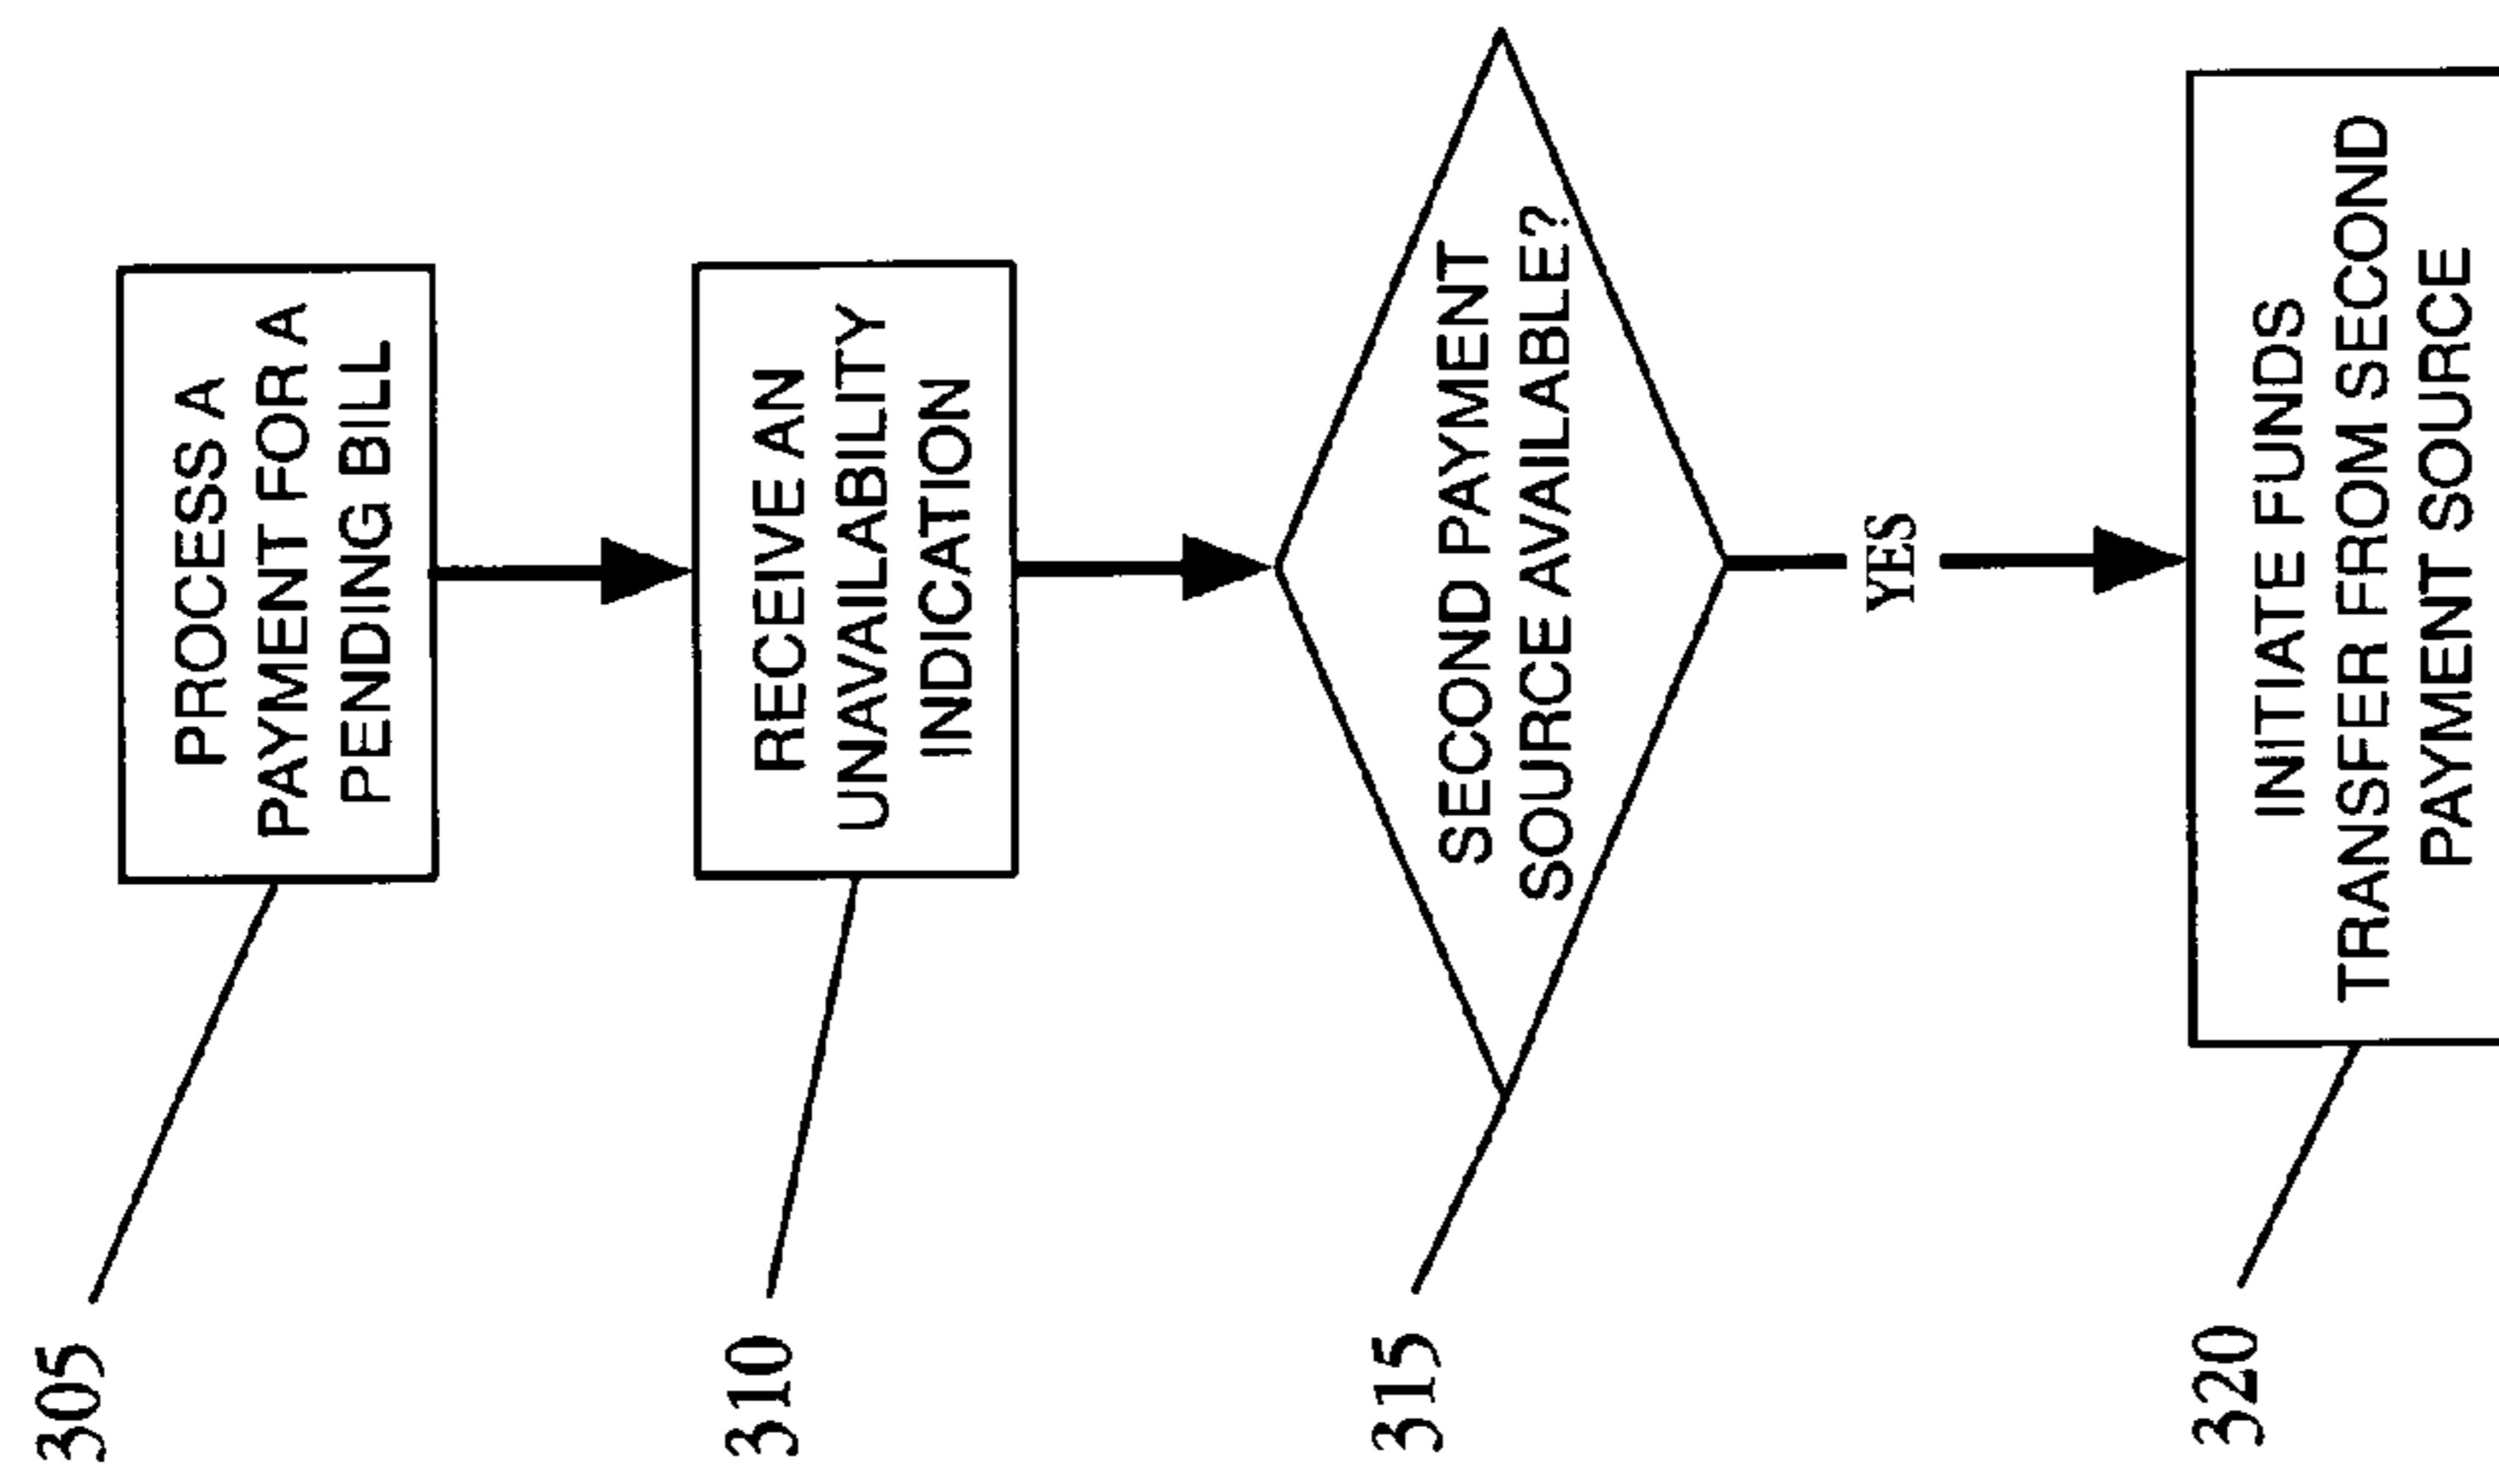 305
PROCESS A
PAYMENT FOR A
PENDING BILL
310
RECEIVE AN
UNAVAILABILITY
INDICATION
315
SECOND PAYMENT
SOURCE AVAILABLE?
YES
320
INITIATE FUNDS
TRANSFER FROM SECOND
PAYMENT SOURCE